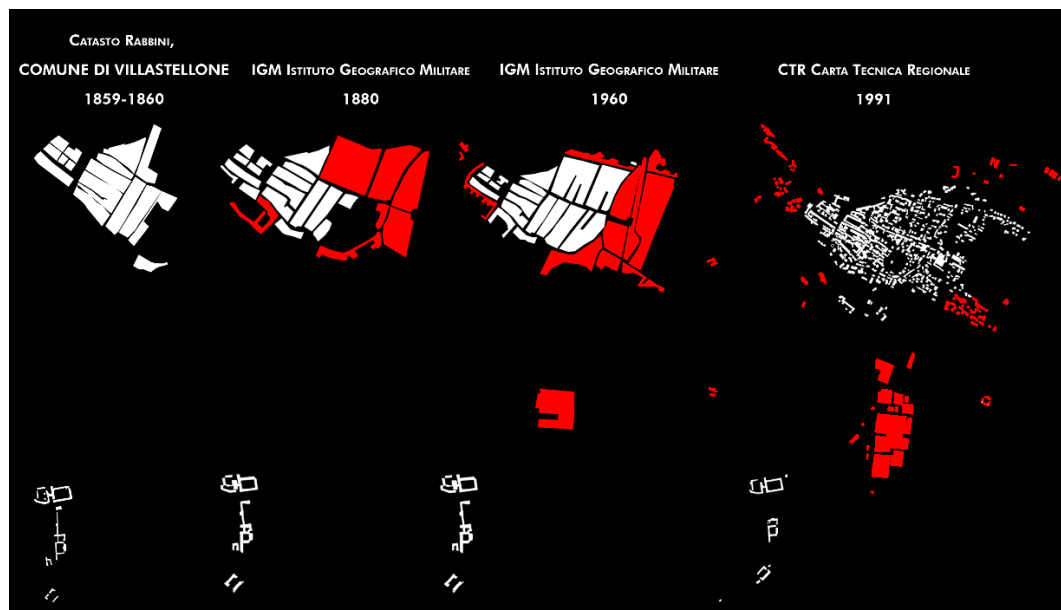 Catasto Rabbini,
COMUNE DI VILLASTELLONE
1859-1860
IGM Istituto Geografico Militare
1880
IGM Istituto Geografico Militare
1960
CTR Carta Tecnica Regionale
1991